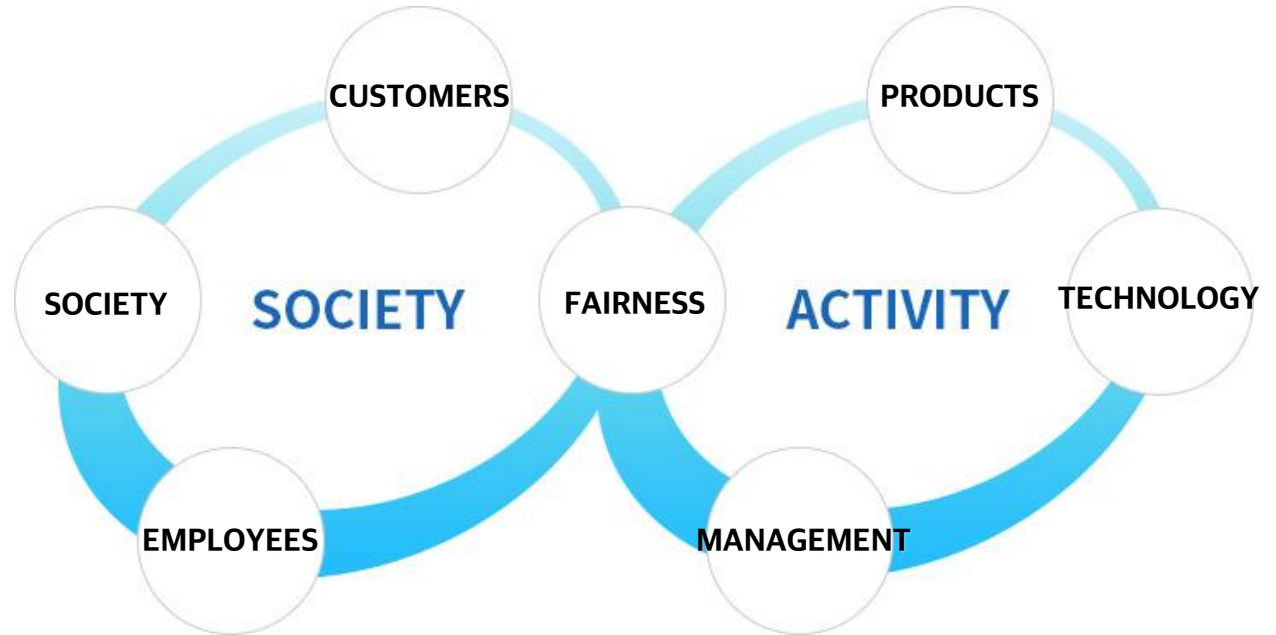 CUSTOMERS
PRODUCTS
SOCIETY
SOCIETY
FAIRNESS
ACTIVITY
TECHNOLOGY
EMPLOYEES
MANAGEMENT